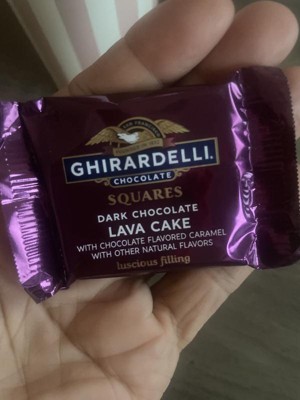 GHIRARDELLI
CHOCOLATE
SQUARES
DARK CHOCOLATE
LAVA CAKE
WITH CHOCOLATE FLAVORED CARAMEL
WITH OTHER NATURAL FLAVORS
luscious filling